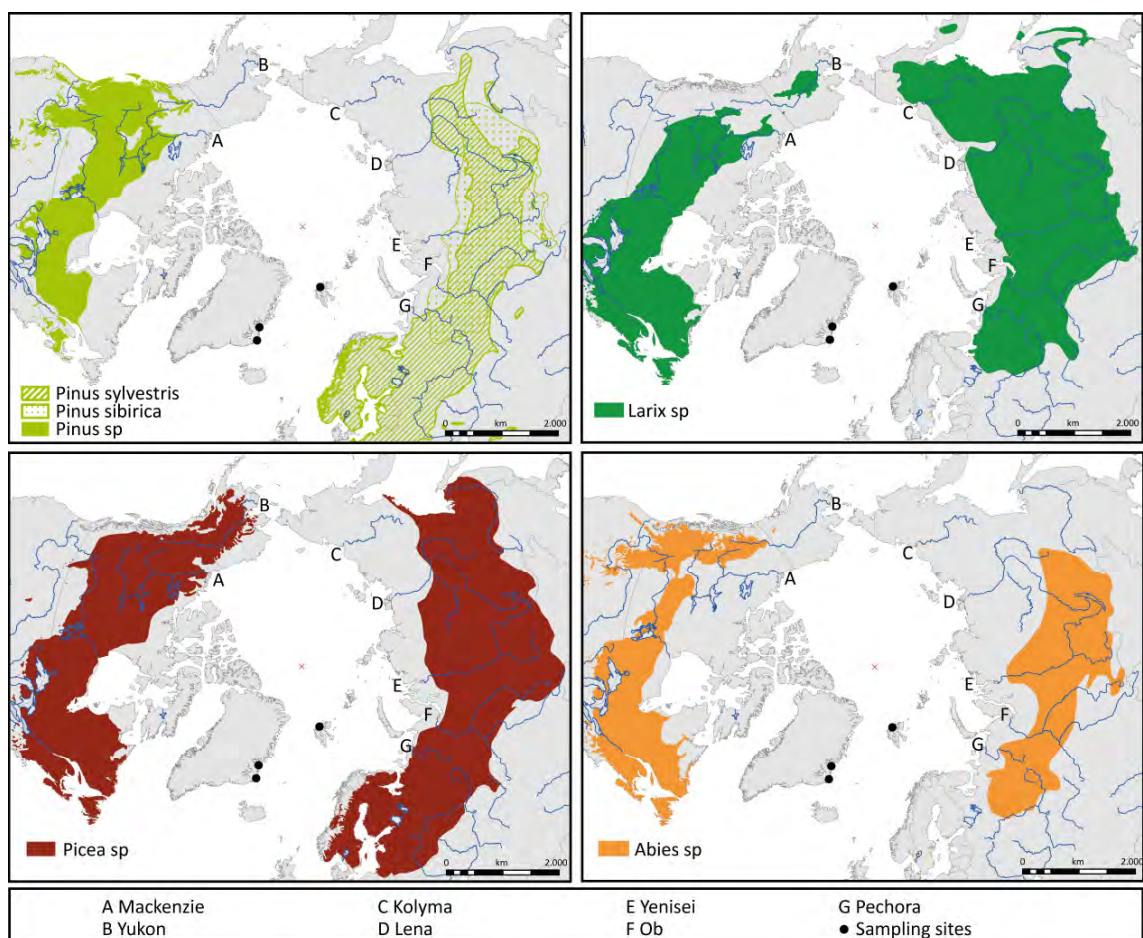 B
A
C
D
E
F
G
Pinus sylvestris
Pinus sibirica
Pinus sp
0 km 2.000
B
A
C
D
E
F
G
Larix sp
0 km 2.000
B
A
C
D
E
F
G
Picea sp
0 km 2.000
B
A
C
D
E
F
G
Abies sp
0 km 2.000
A Mackenzie C Kolyma E Yenisei G Pechora
B Yukon D Lena F Ob Sampling sites